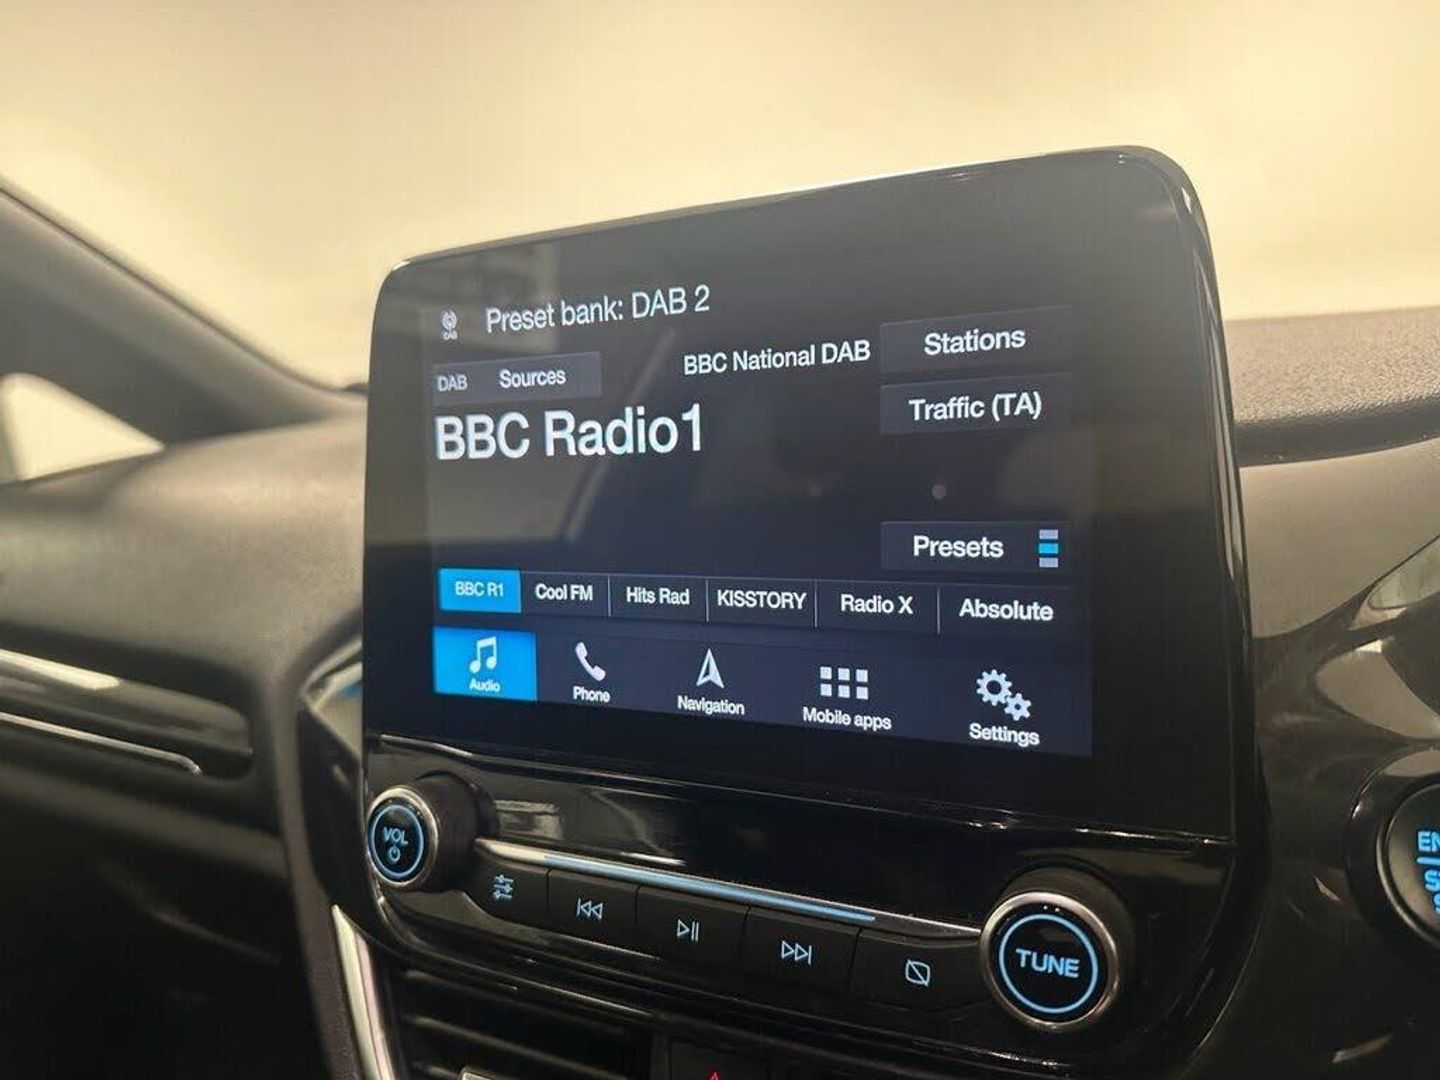 Preset bank: DAB 2
DAB
DAB Sources
BBC National DAB
Stations
Traffic (TA)
BBC Radio1
Presets
BBC R1 Cool FM Hits Rad KISSTORY Radio X Absolute
Audio Phone Navigation Mobile apps Settings
VOL
TUNE